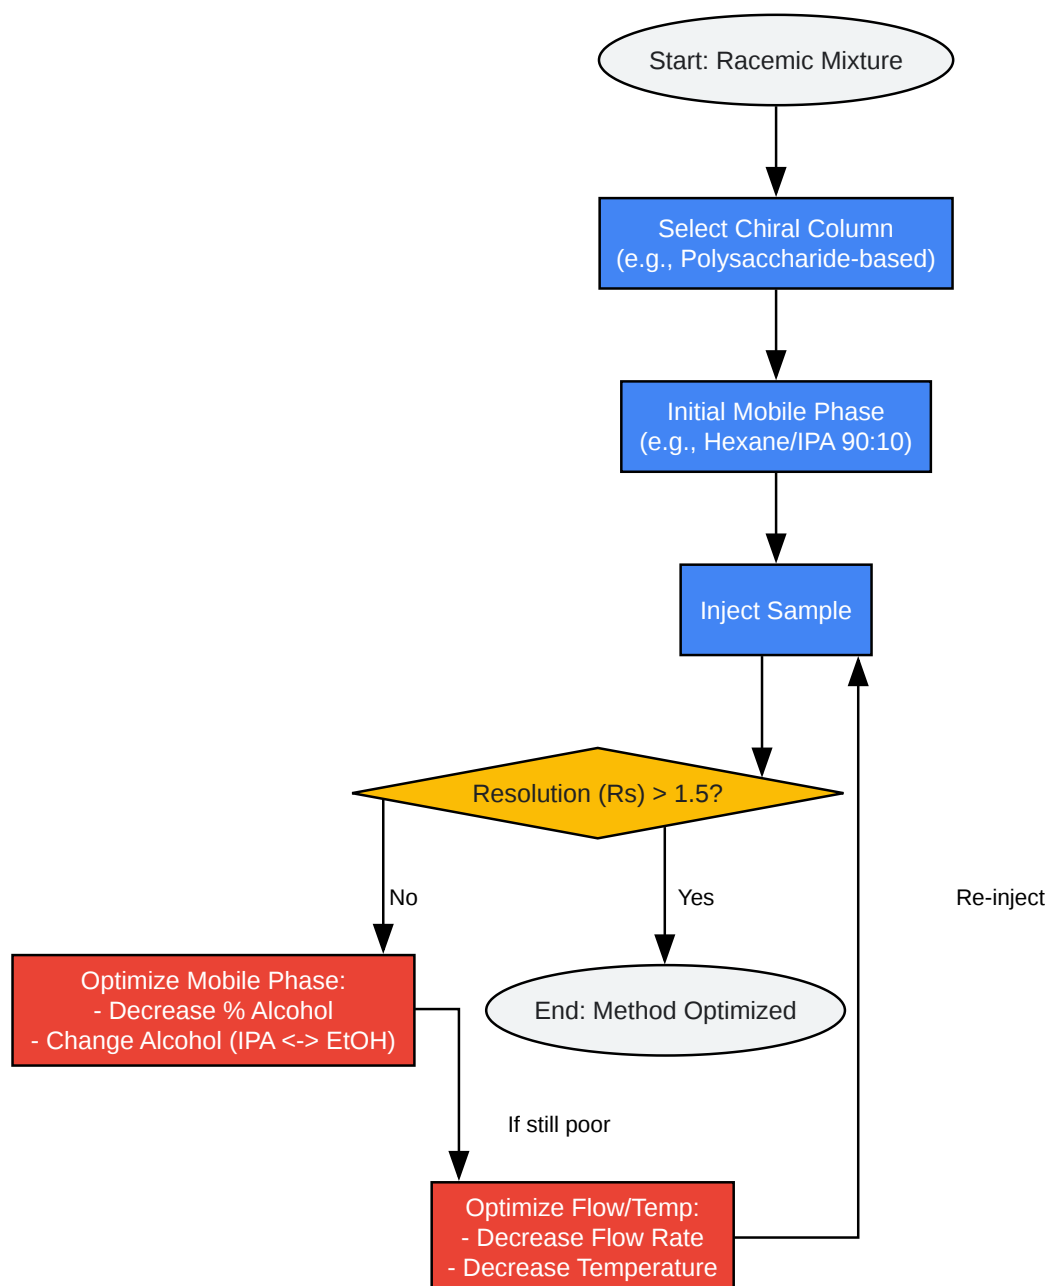 Start: Racemic Mixture
Select Chiral Column
(e.g., Polysaccharide-based)
Initial Mobile Phase
(e.g., Hexane/IPA 90:10)
Inject Sample
Resolution (Rs) > 1.5?
No
Yes
Re-inject
Optimize Mobile Phase:
- Decrease % Alcohol
- Change Alcohol (IPA <-> EtOH)
End: Method Optimized
If still poor
Optimize Flow/Temp:
- Decrease Flow Rate
- Decrease Temperature